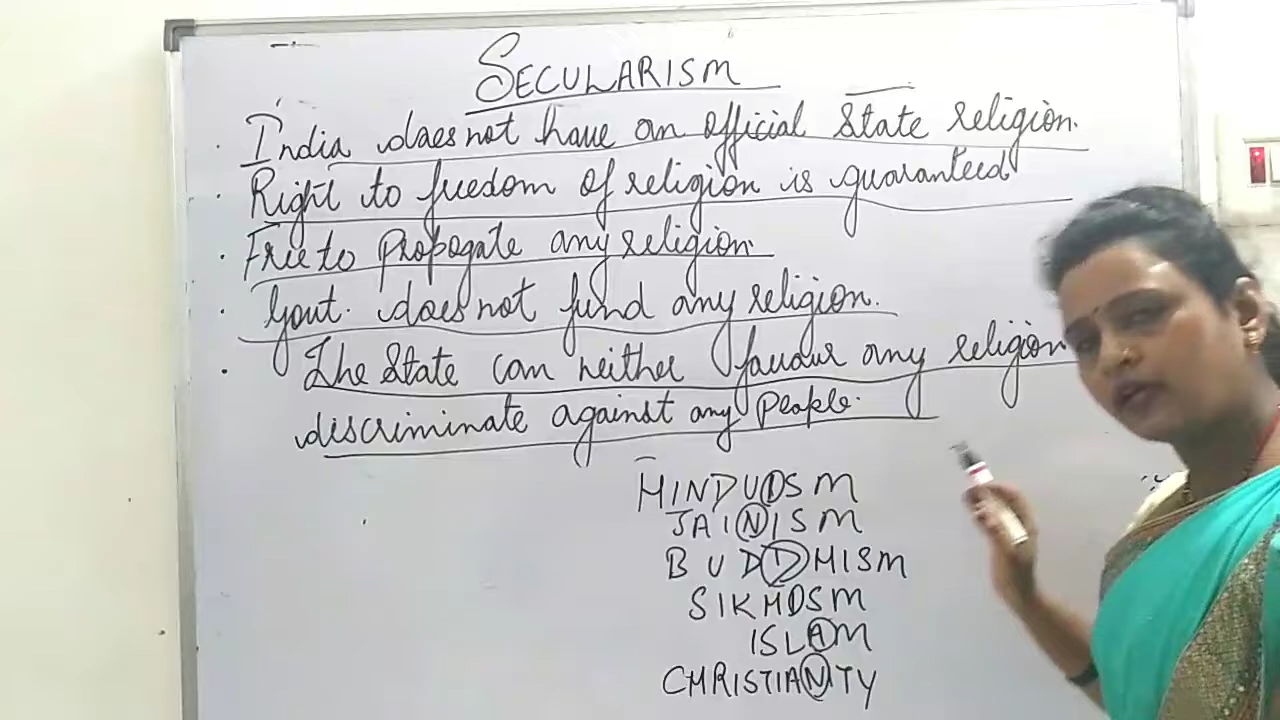 SECULARISM
. India does not have an official State religion.
. Right to freedom of religion is guaranteed
. Free to Propogate any religion.
. Govt. does not fund any religion.
. The State can neither favour any religion
discriminate against any People.
HINDUISM
JAINISM
BUDDHISM
SIKHISM
ISLAM
CHRISTIANITY